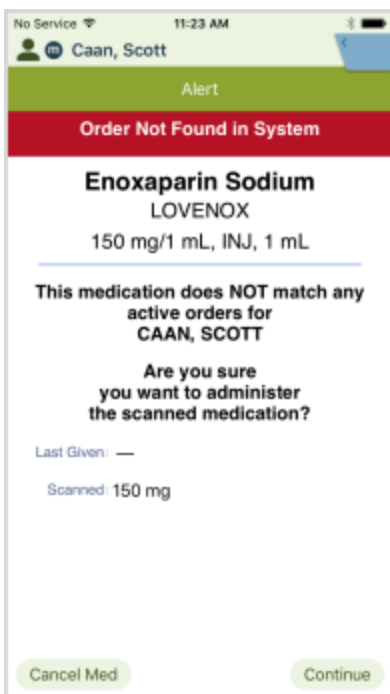 No Service 11:23 AM
m Caan, Scott
Alert
Order Not Found in System
Enoxaparin Sodium
LOVENOX
150 mg/1 mL, INJ, 1 mL
This medication does NOT match any
active orders for
CAAN, SCOTT
Are you sure
you want to administer
the scanned medication?
Last Given: —
Scanned: 150 mg
Cancel Med Continue